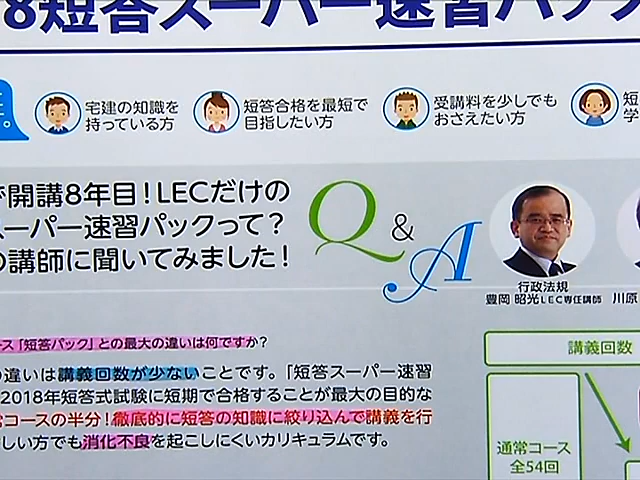 8短答スーパー速習パック
宅建の知識を
持っている方
短答合格を最短で
目指したい方
受講料を少しでも
おさえたい方
短
学
開講8年目!LECだけの
スーパー速習パックって?
の講師に聞いてみました!
Q&A
行政法規
豊岡 昭光LEC専任講師
川原
ース「短答パック」との最大の違いは何ですか?
違いは講義回数が少ないことです。「短答スーパー速習
2018年短答式試験に短期で合格することが最大の目的な
常コースの半分!徹底的に短答の知識に絞り込んで講義を行
しい方でも消化不良を起こしにくいカリキュラムです。
講義回数
通常コース
全54回